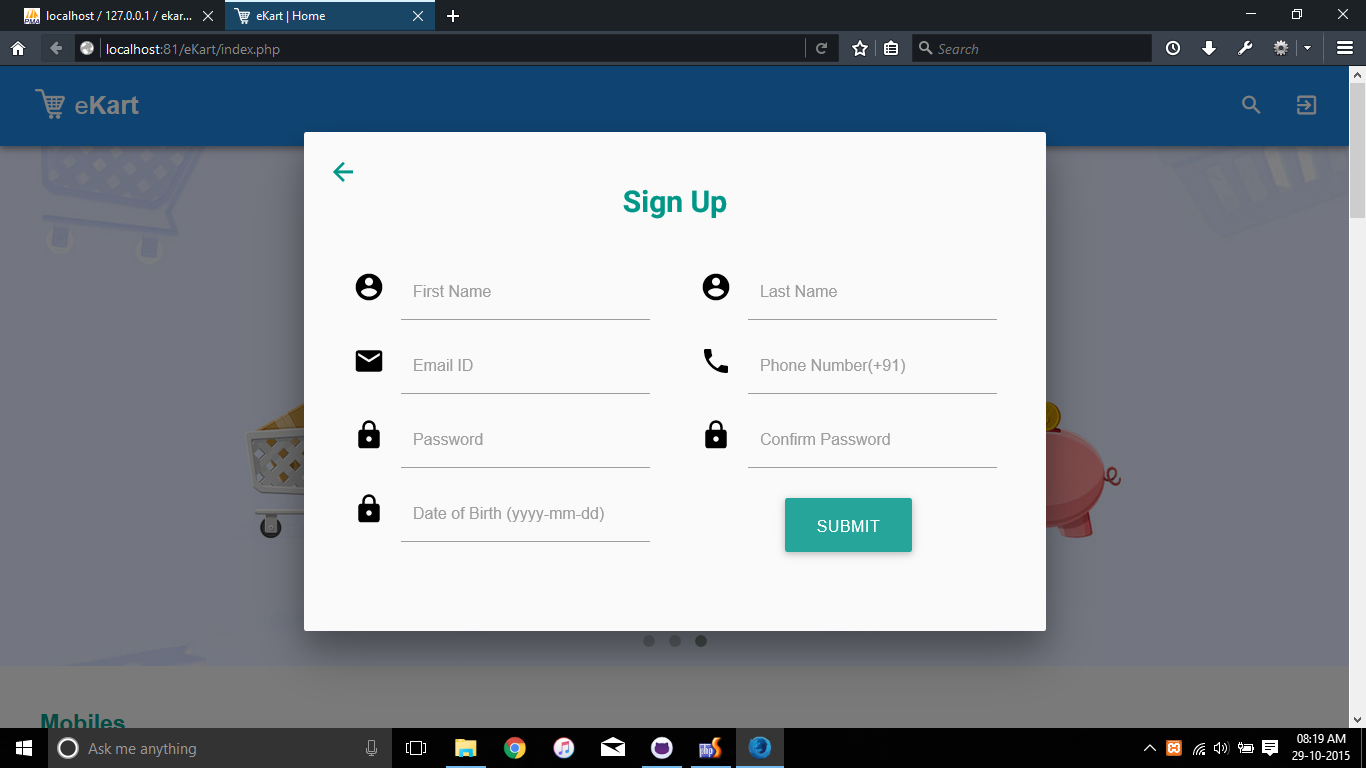 localhost / 127.0.0.1 / ekar...
eKart | Home
localhost:81/eKart/index.php
Search
eKart
Sign Up
First Name
Last Name
Email ID
Phone Number(+91)
Password
Confirm Password
Date of Birth (yyyy-mm-dd)
SUBMIT
Mobiles
Ask me anything
08:19 AM
29-10-2015